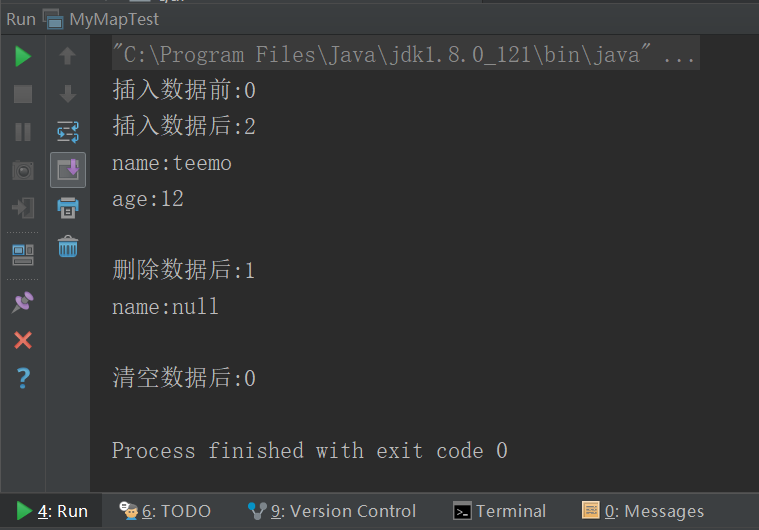 Run MyMapTest
"C:\Program Files\Java\jdk1.8.0_121\bin\java" ...
插入数据前:0
插入数据后:2
name:teemo
age:12
删除数据后:1
name:null
清空数据后:0
Process finished with exit code 0
4: Run 6: TODO 9: Version Control Terminal 0: Messages